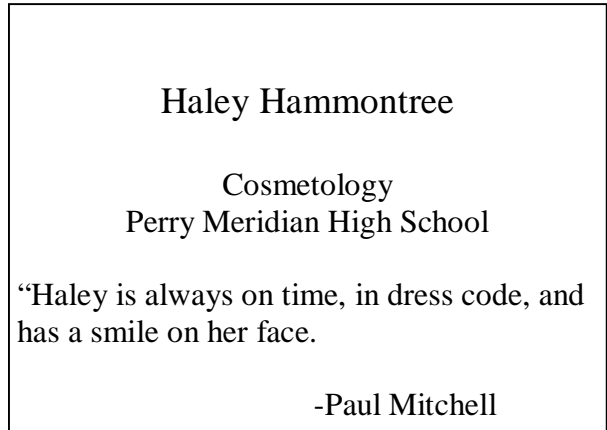 Haley Hammontree
Cosmetology
Perry Meridian High School
“Haley is always on time, in dress code, and
has a smile on her face.
-Paul Mitchell